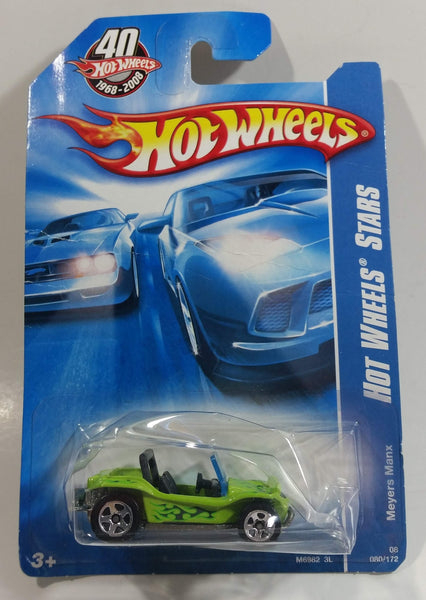 40
Hot Wheels
1968-2008
HOT WHEELS®
HOT WHEELS® STARS
Meyers Manx
08
080/172
M6982 3L
3+